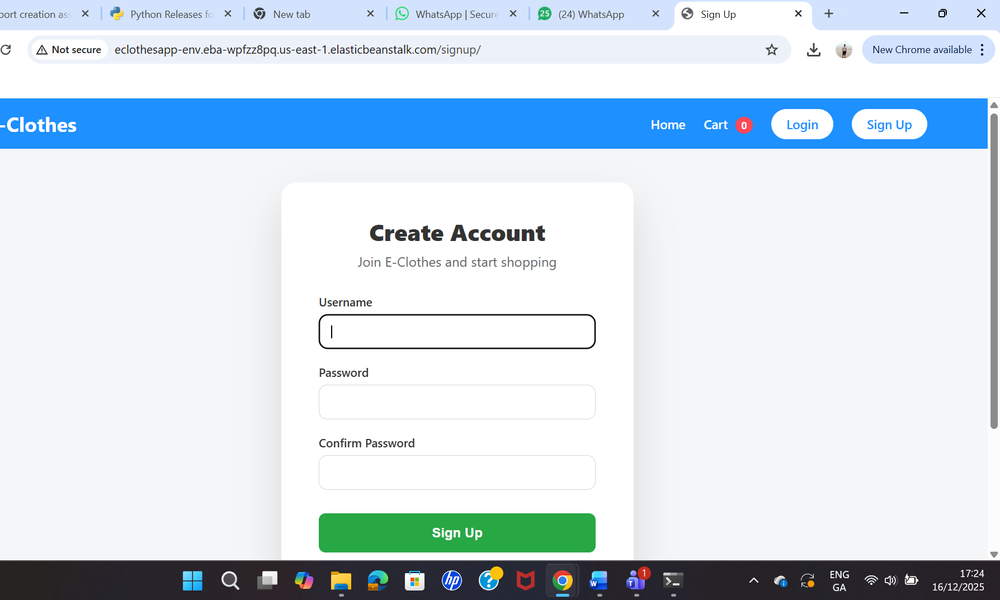 port creation ass
Python Releases fo
New tab
WhatsApp | Secure
25
(24) WhatsApp
Sign Up
Not secure
eclothesapp-env.eba-wpfzz8pq.us-east-1.elasticbeanstalk.com/signup/
New Chrome available
-Clothes
Home
Cart 0
Login
Sign Up
Create Account
Join E-Clothes and start shopping
Username
Password
Confirm Password
Sign Up
hp
?
W
T
1
ENG
GA
17:24
16/12/2025